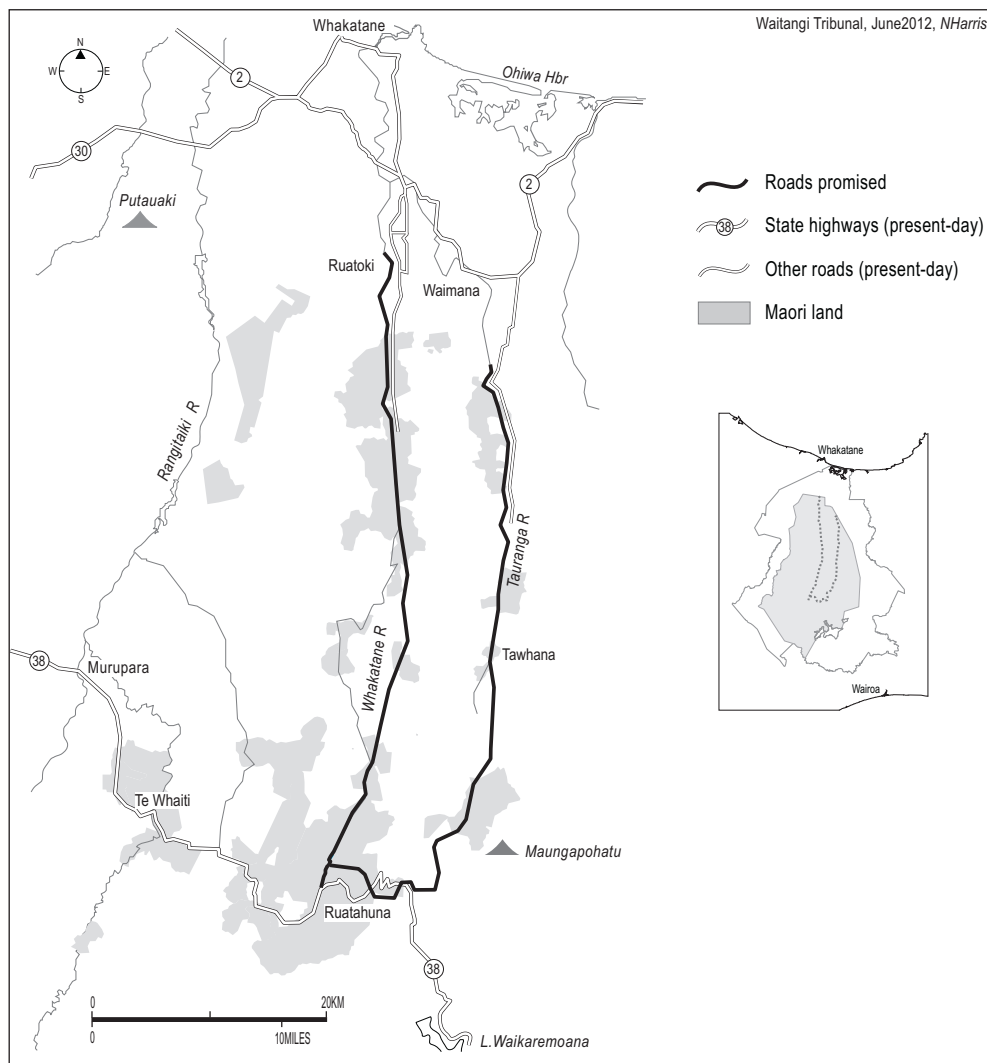 Waitangi Tribunal, June2012, NHarris
Whakatane
N
W E
S
2
Ohiwa Hbr
30
2
Putauaki
Ruatoki
Waimana
Rangitaiki R
Tauranga R
Whakatane R
Tawhana
38
Murupara
Te Whaiti
Maungapohatu
Ruatahuna
38
0 20KM
0 10MILES
L.Waikaremoana
Roads promised
38 State highways (present-day)
Other roads (present-day)
Maori land
Whakatane
Wairoa